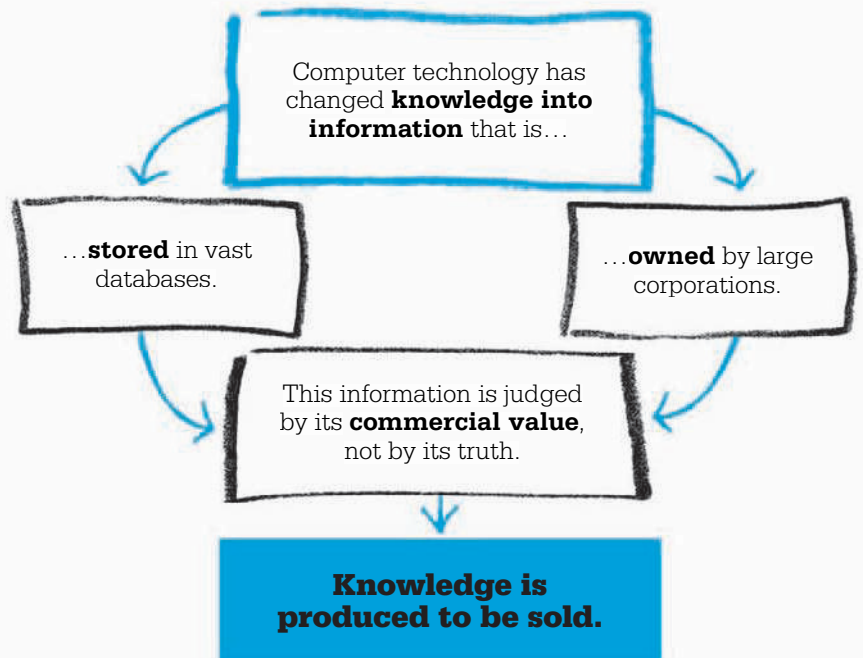 Computer technology has
changed knowledge into
information that is…
…stored in vast
databases.
…owned by large
corporations.
This information is judged
by its commercial value,
not by its truth.
Knowledge is
produced to be sold.